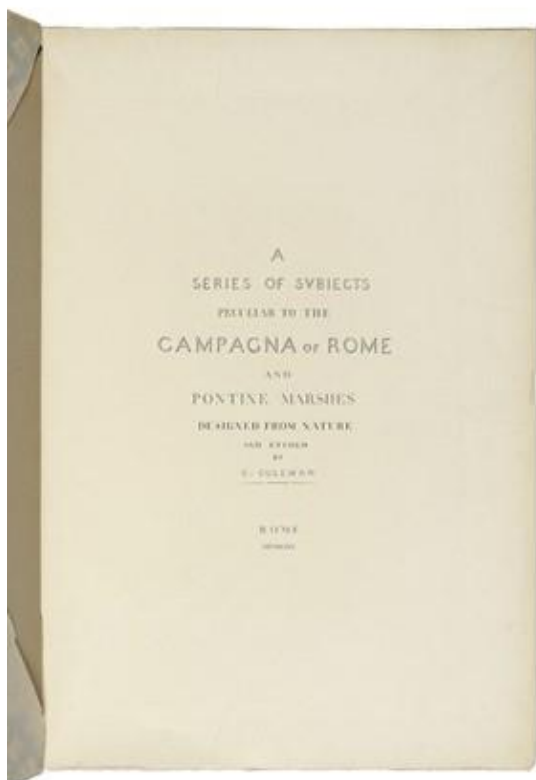 A
SERIES OF SVBIECTS
PECULIAR TO THE
CAMPAGNA OF ROME
AND
PONTINE MARSHES
DESIGNED FROM NATURE
AND ETCHED
BY
C. COLEMAN
ROME